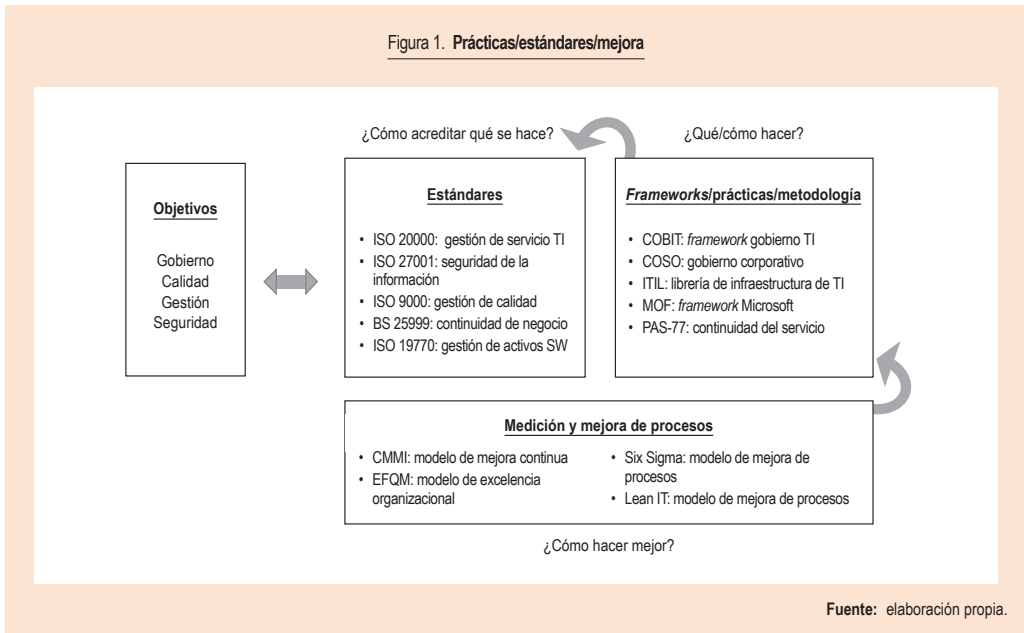 Figura 1. Prácticas/estándares/mejora
¿Cómo acreditar qué se hace?
¿Qué/cómo hacer?
Objetivos
Gobierno
Calidad
Gestión
Seguridad
Estándares
• ISO 20000: gestión de servicio TI
• ISO 27001: seguridad de la
información
• ISO 9000: gestión de calidad
• BS 25999: continuidad de negocio
• ISO 19770: gestión de activos SW
Frameworks/prácticas/metodología
• COBIT: framework gobierno TI
• COSO: gobierno corporativo
• ITIL: librería de infraestructura de TI
• MOF: framework Microsoft
• PAS-77: continuidad del servicio
Medición y mejora de procesos
• CMMI: modelo de mejora continua
• EFQM: modelo de excelencia
organizacional
• Six Sigma: modelo de mejora de
procesos
• Lean IT: modelo de mejora de procesos
¿Cómo hacer mejor?
Fuente: elaboración propia.